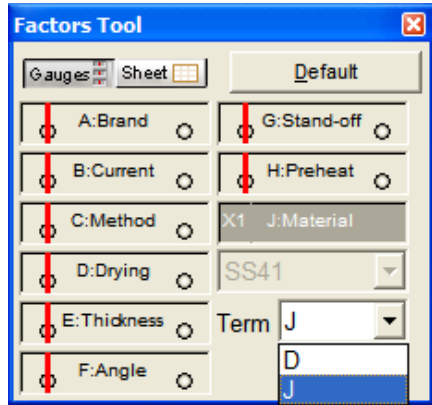 Factors Tool
Gauges Sheet Default
A:Brand
B:Current
C:Method
D:Drying
E:Thickness
F:Angle
G:Stand-off
H:Preheat
X1 J:Material
SS41
Term J
D
J